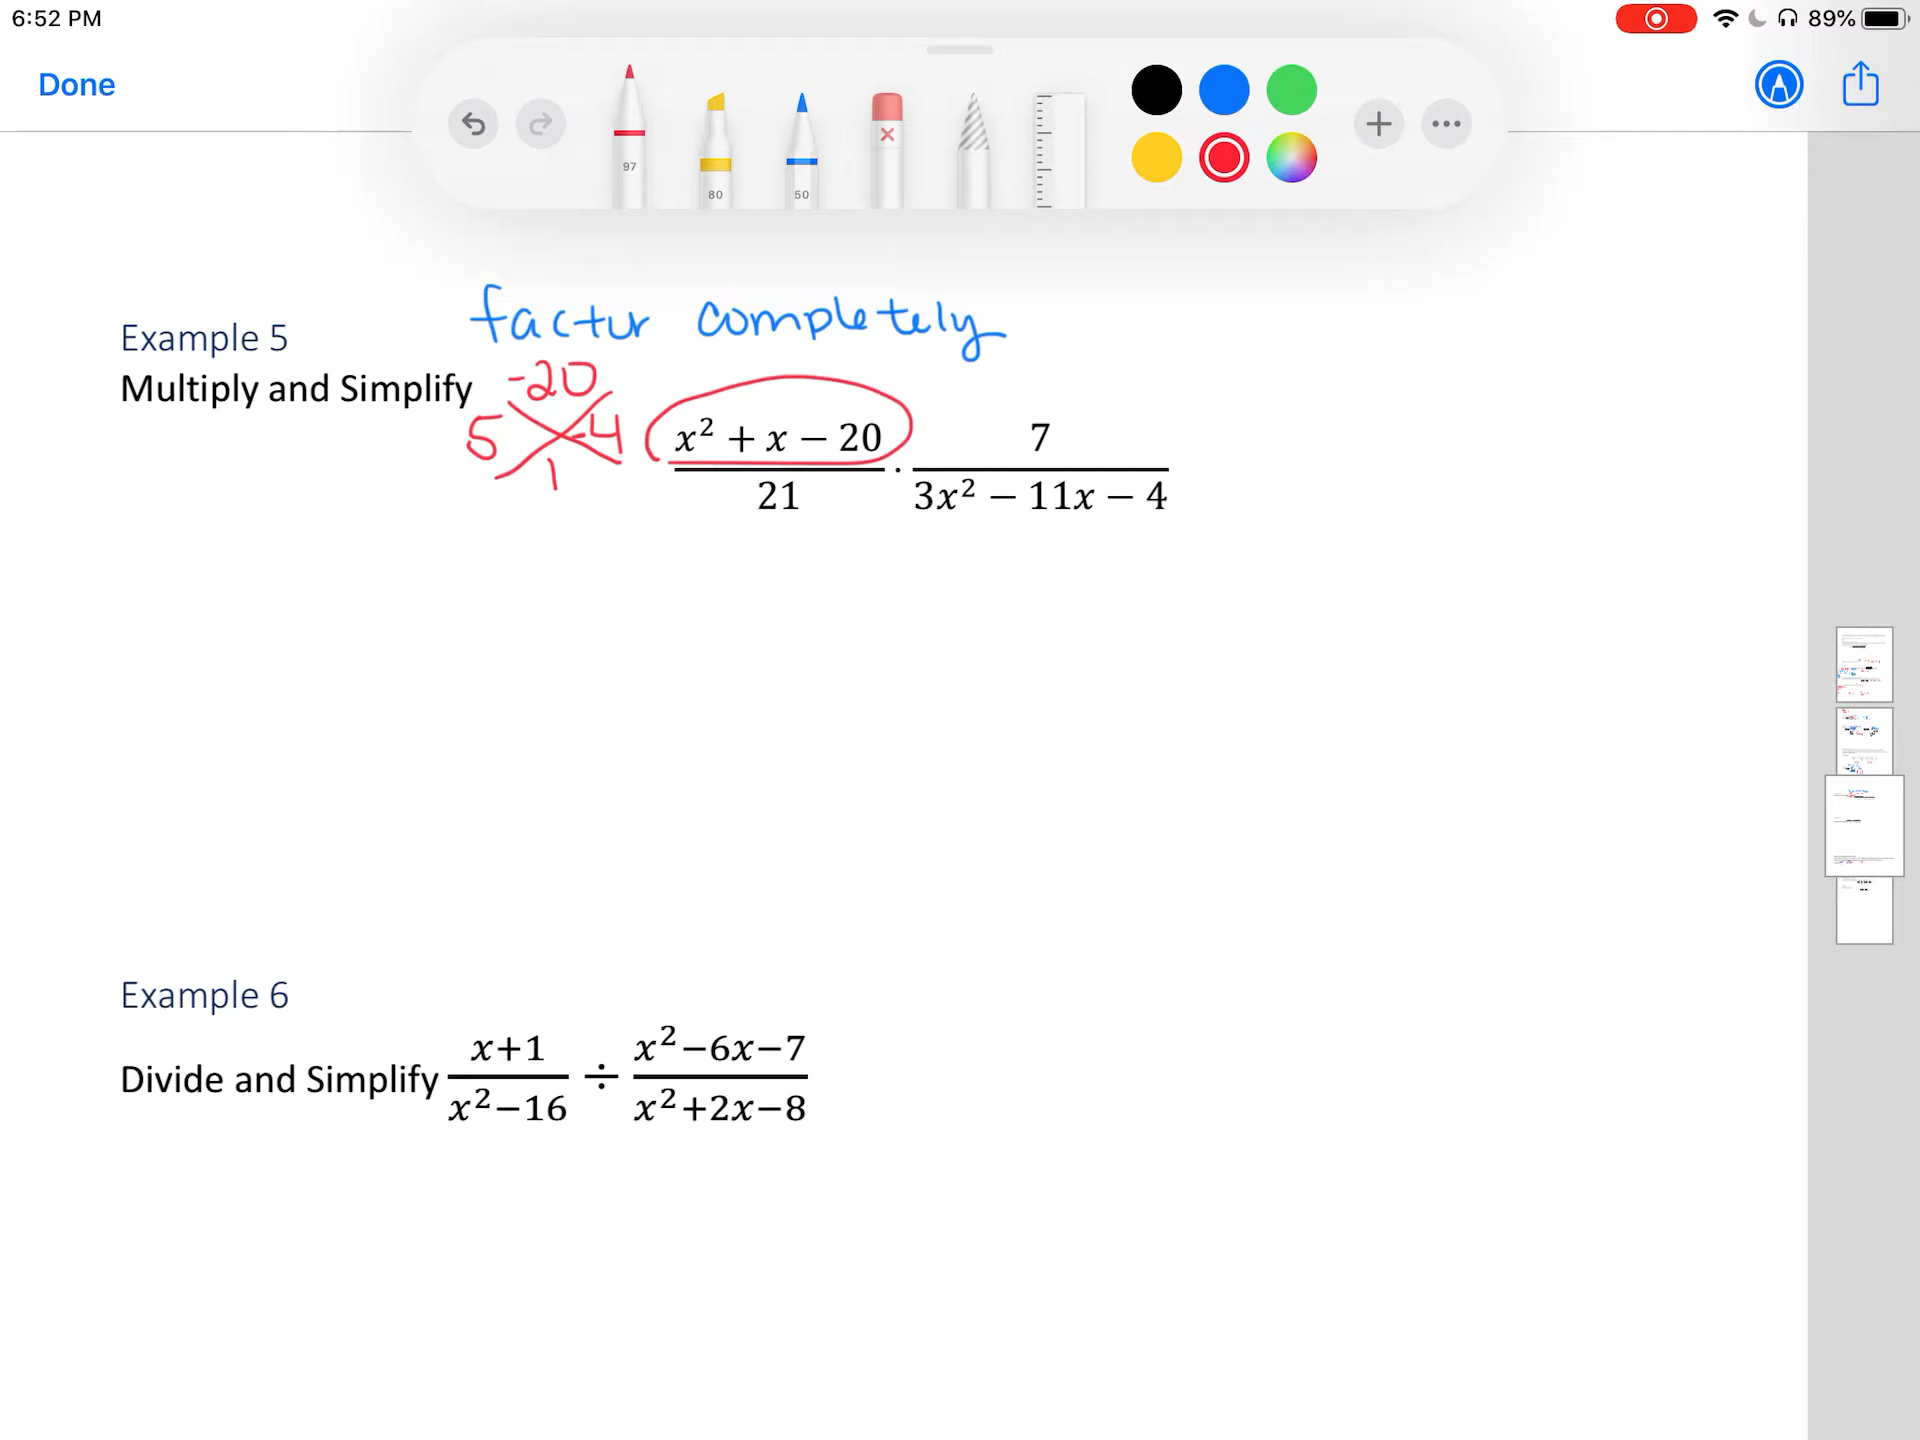 6:52 PM
89%
Done
97
80
50
factor completely
Example 5
Multiply and Simplify
-20
5 -4
1
x² + x − 20 / 21 · 7 / 3x² − 11x − 4
Example 6
Divide and Simplify x+1 / x²−16 ÷ x²−6x−7 / x²+2x−8